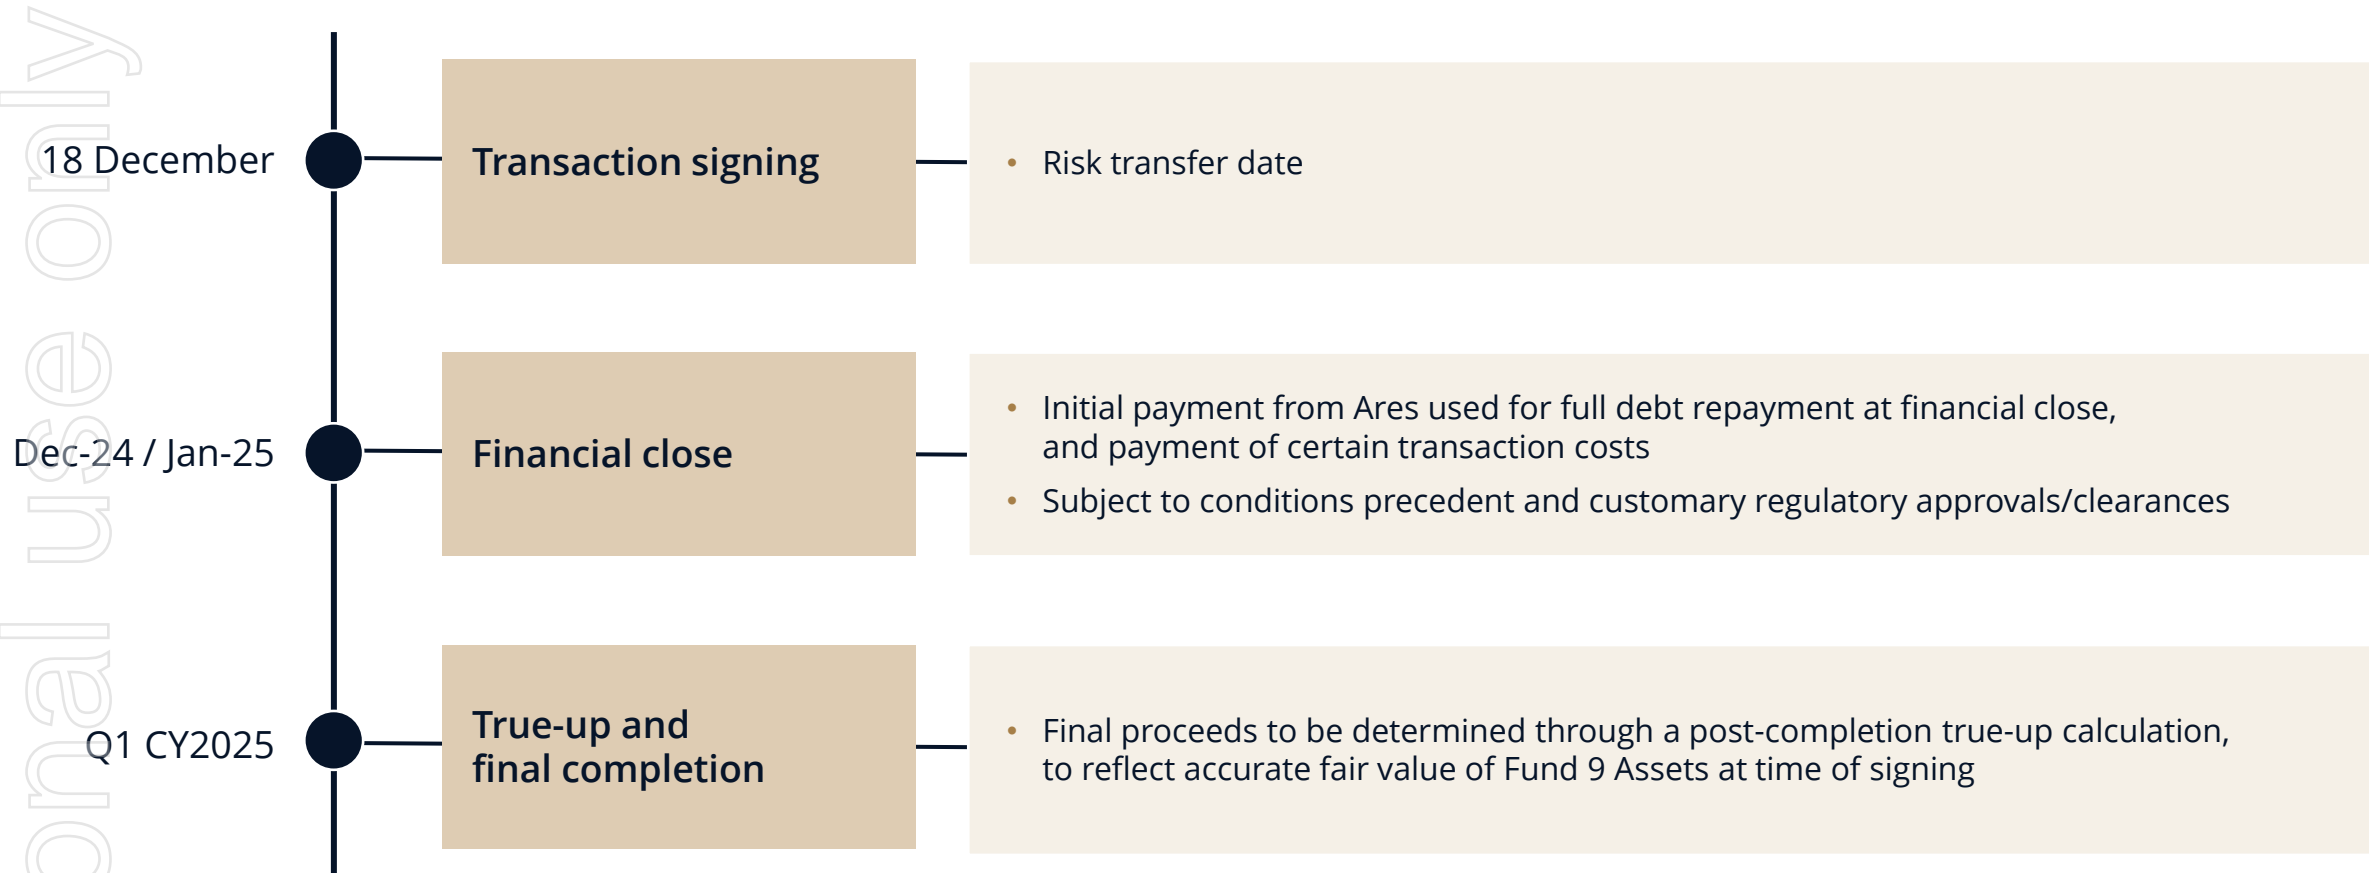 18 December
Transaction signing
• Risk transfer date
Dec-24 / Jan-25
Financial close
• Initial payment from Ares used for full debt repayment at financial close,
and payment of certain transaction costs
• Subject to conditions precedent and customary regulatory approvals/clearances
Q1 CY2025
True-up and
final completion
• Final proceeds to be determined through a post-completion true-up calculation,
to reflect accurate fair value of Fund 9 Assets at time of signing
onal use only